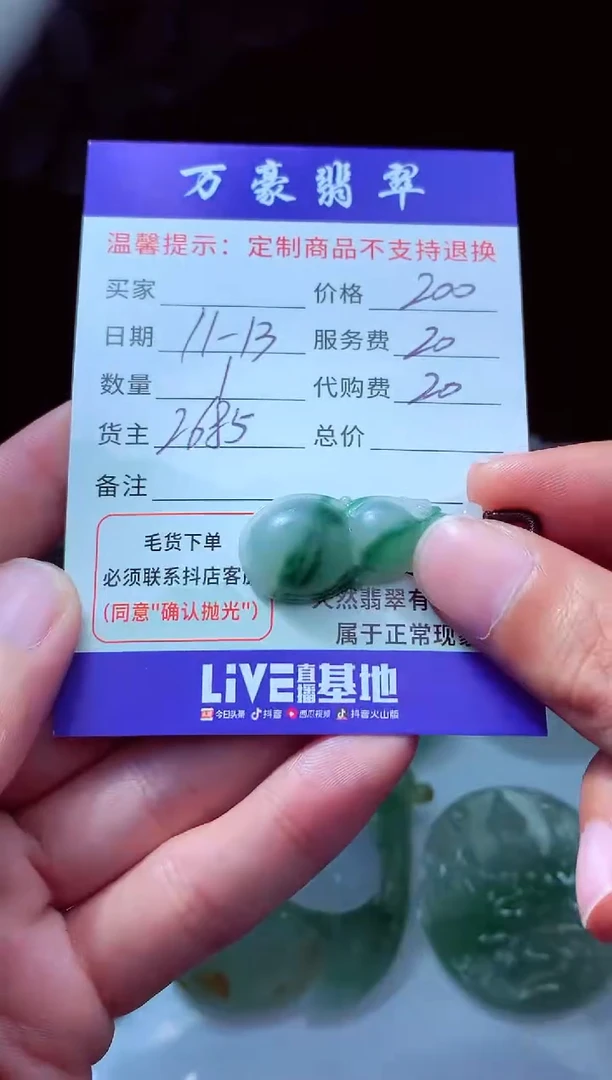 万豪翡翠
温馨提示：定制商品不支持退换
买家 价格 200
日期 11-13 服务费 20
数量 1 代购费 20
货主 2685 总价
备注
毛货下单
必须联系抖店客服
(同意"确认抛光")
天然翡翠有
属于正常现象
LiVE直播基地
今日头条 抖音 西瓜视频 抖音火山版